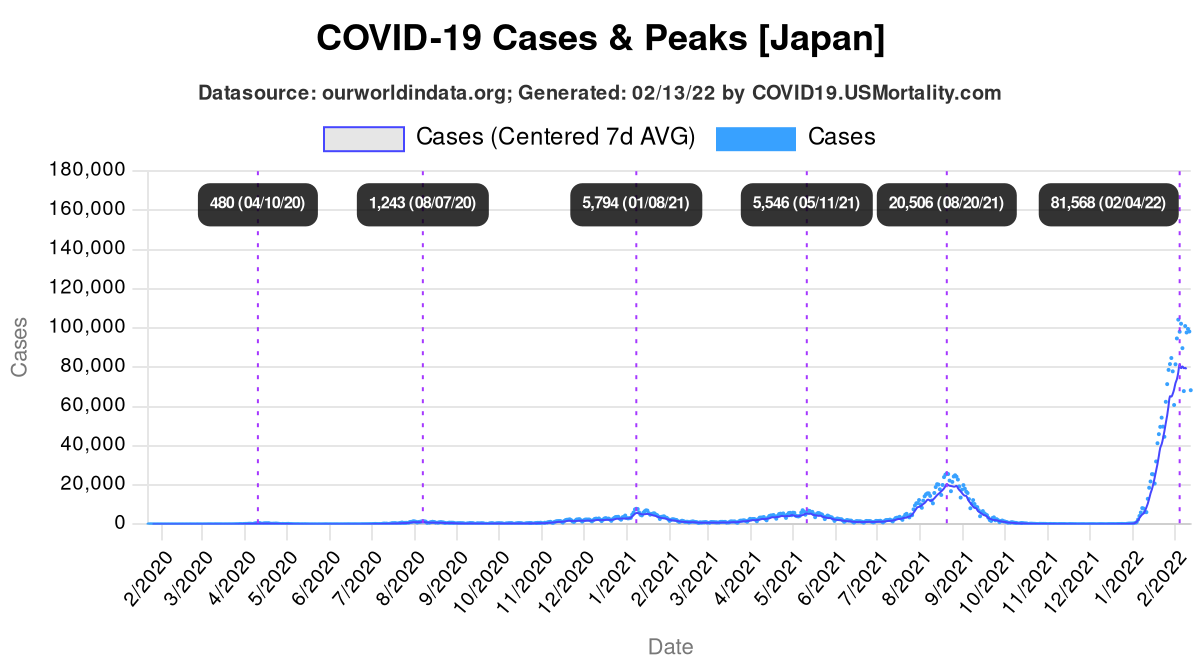 COVID-19 Cases & Peaks [Japan]
Datasource: ourworldindata.org; Generated: 02/13/22 by COVID19.USMortality.com
Cases (Centered 7d AVG) Cases
180,000
480 (04/10/20) 1,243 (08/07/20) 5,794 (01/08/21) 5,546 (05/11/21) 20,506 (08/20/21) 81,568 (02/04/22)
160,000
140,000
120,000
100,000
80,000
60,000
40,000
20,000
0
Cases
2/2020 3/2020 4/2020 5/2020 6/2020 7/2020 8/2020 9/2020 10/2020 11/2020 12/2020 1/2021 2/2021 3/2021 4/2021 5/2021 6/2021 7/2021 8/2021 9/2021 10/2021 11/2021 12/2021 1/2022 2/2022
Date